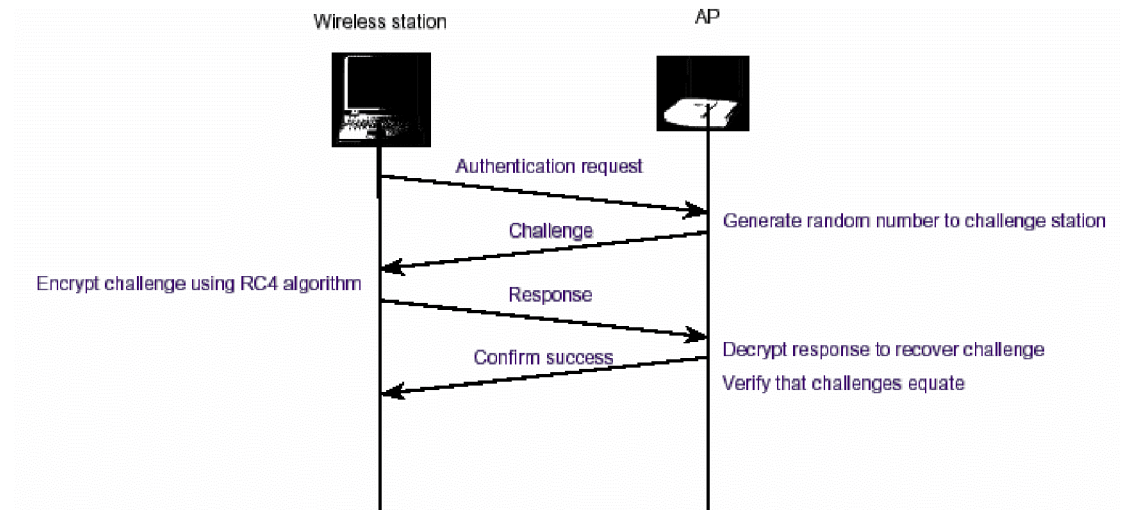 Wireless station
AP
Authentication request
Generate random number to challenge station
Challenge
Encrypt challenge using RC4 algorithm
Response
Decrypt response to recover challenge
Confirm success
Verify that challenges equate